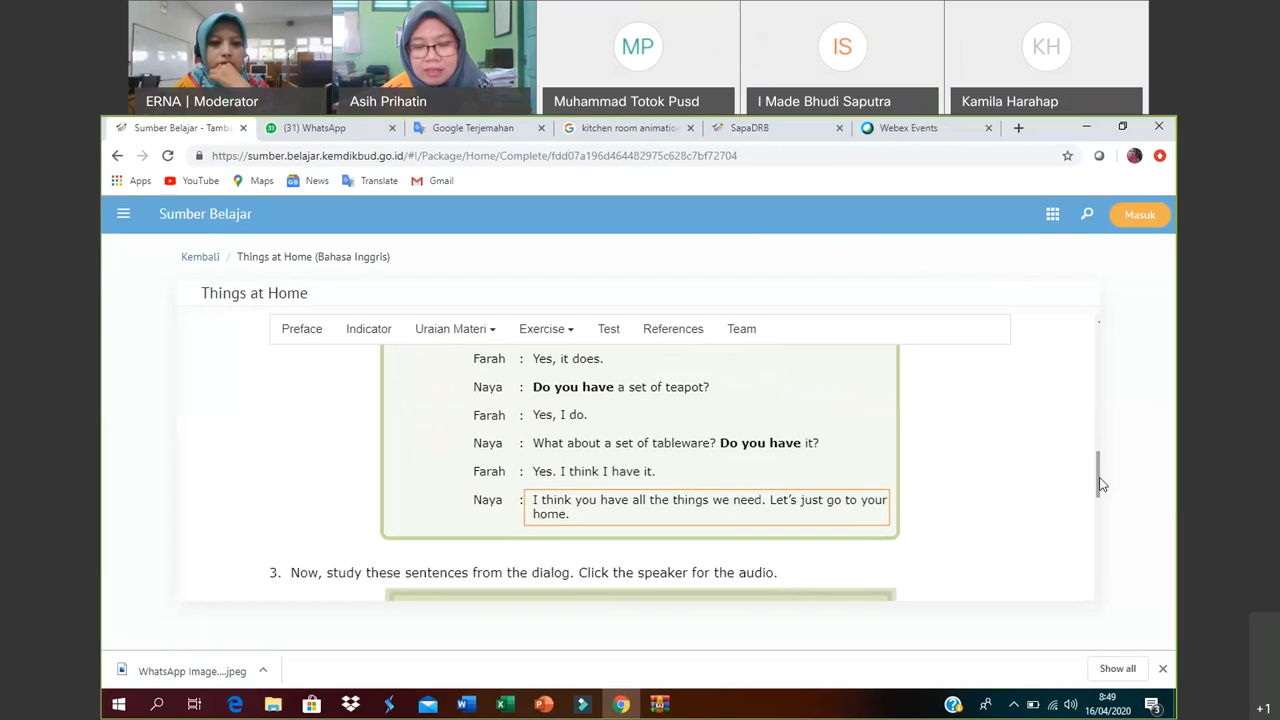 MP
IS
KH
ERNA | Moderator
Asih Prihatin
Muhammad Totok Pusd
I Made Bhudi Saputra
Kamila Harahap
Sumber Belajar - Tamba
(31) WhatsApp
Google Terjemahan
kitchen room animation
SapaDRB
Webex Events
https://sumber.belajar.kemdikbud.go.id/#!/Package/Home/Complete/fdd07a196d464482975c628c7bf72704
Apps
YouTube
Maps
News
Translate
Gmail
Sumber Belajar
Masuk
Kembali / Things at Home (Bahasa Inggris)
Things at Home
Preface
Indicator
Uraian Materi
Exercise
Test
References
Team
Farah : Yes, it does.
Naya : Do you have a set of teapot?
Farah : Yes, I do.
Naya : What about a set of tableware? Do you have it?
Farah : Yes. I think I have it.
Naya : I think you have all the things we need. Let's just go to your
home.
3. Now, study these sentences from the dialog. Click the speaker for the audio.
WhatsApp Image....jpeg
Show all
8:49
16/04/2020
3
+1